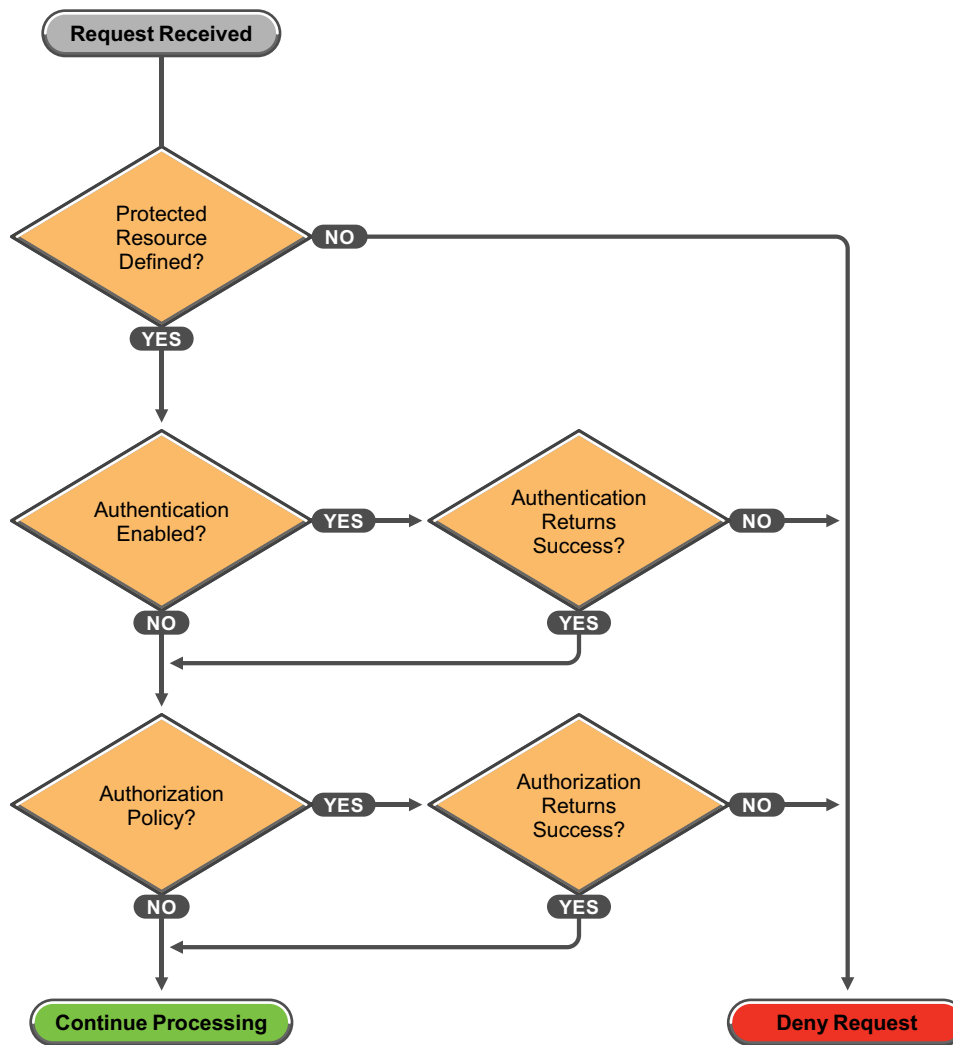 Request Received
Protected
Resource
Defined?
NO
YES
Authentication
Enabled?
YES
Authentication
Returns
Success?
NO
NO
YES
Authorization
Policy?
YES
Authorization
Returns
Success?
NO
NO
YES
Continue Processing
Deny Request